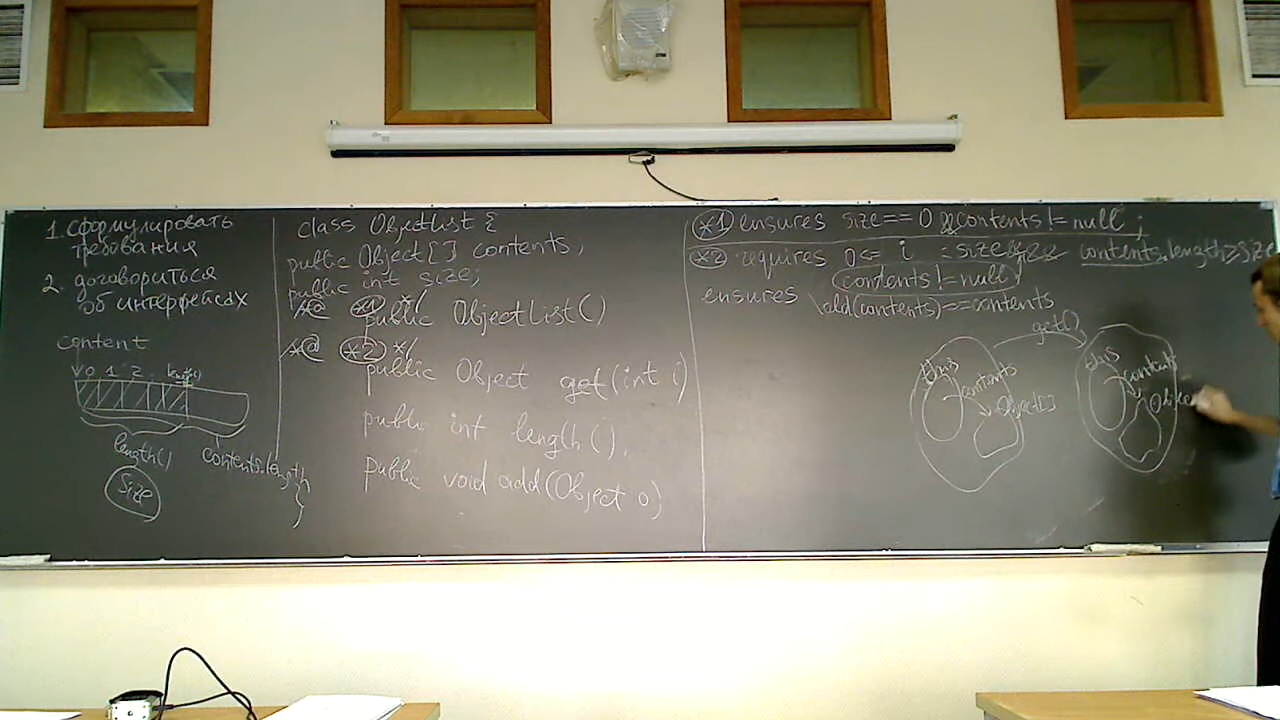 1. Сформулировать
требования
2. договориться
об интерфейсах
content
0 1 2
length()
contents.length
size
class ObjectList {
public Object[] contents;
public int size;
/*@ *1 */
public ObjectList()
/*@ *2 */
public Object get(int i)
public int length();
public void add(Object o)
}
*1 ensures size==0 && contents != null;
*2 requires 0<= i size && contents.length≥size
contents != null
ensures \old(contents)==contents
get()
this
contents
Object[]
this
contents